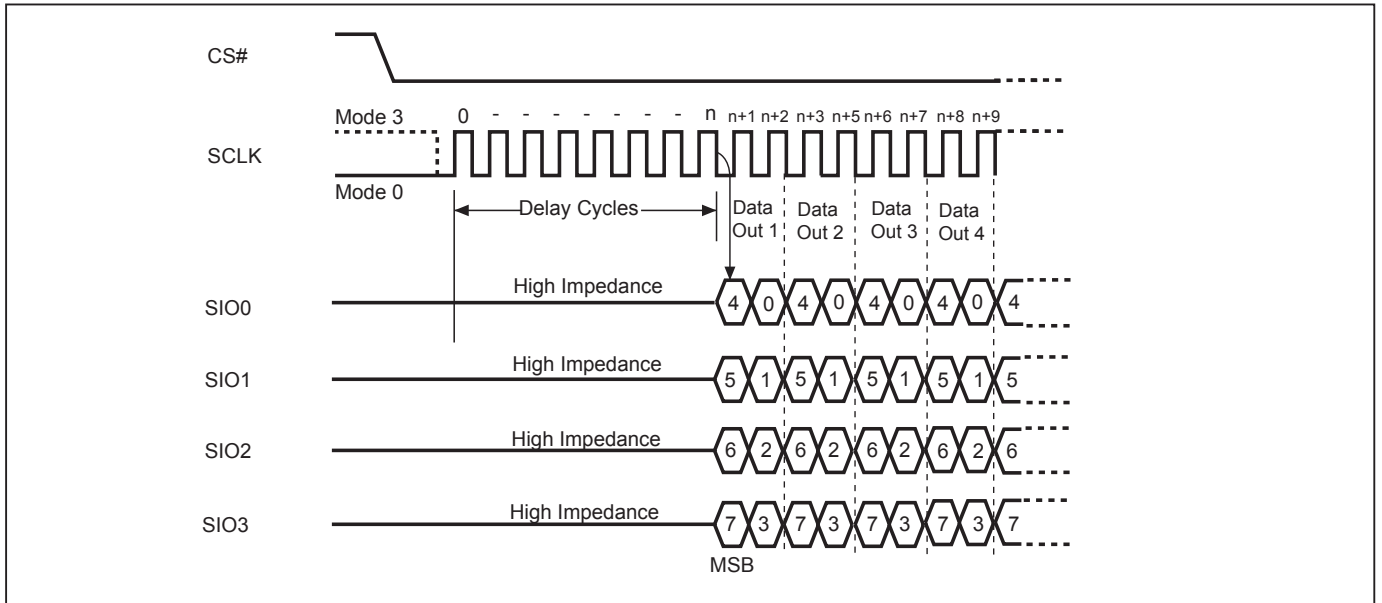 CS#
Mode 3
0 - - - - - - - n n+1 n+2 n+3 n+5 n+6 n+7 n+8 n+9
SCLK
Mode 0
Delay Cycles
Data Out 1
Data Out 2
Data Out 3
Data Out 4
High Impedance
SIO0
4 0 4 0 4 0 4 0 4
High Impedance
SIO1
5 1 5 1 5 1 5 1 5
High Impedance
SIO2
6 2 6 2 6 2 6 2 6
High Impedance
SIO3
7 3 7 3 7 3 7 3 7
MSB